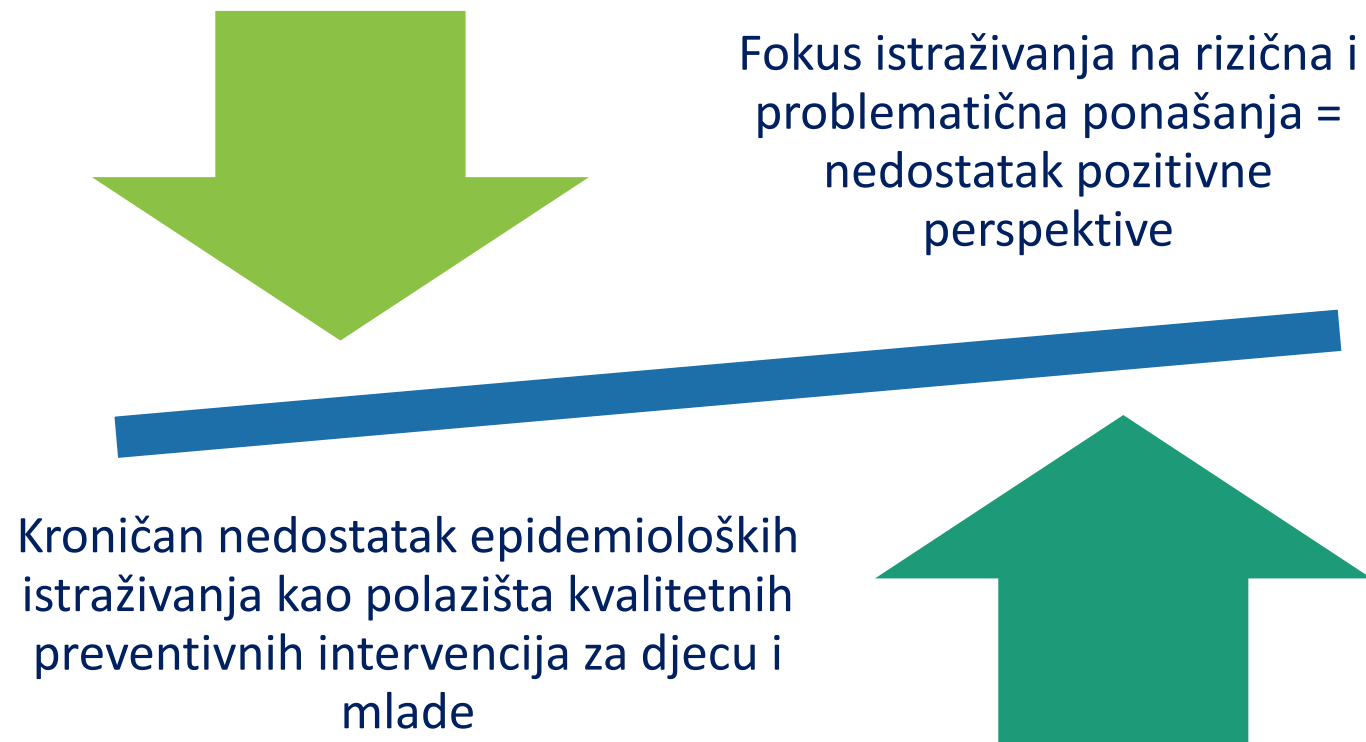 Fokus istraživanja na rizična i
problematična ponašanja =
nedostatak pozitivne
perspektive
Kroničan nedostatak epidemioloških
istraživanja kao polazišta kvalitetnih
preventivnih intervencija za djecu i
mlade